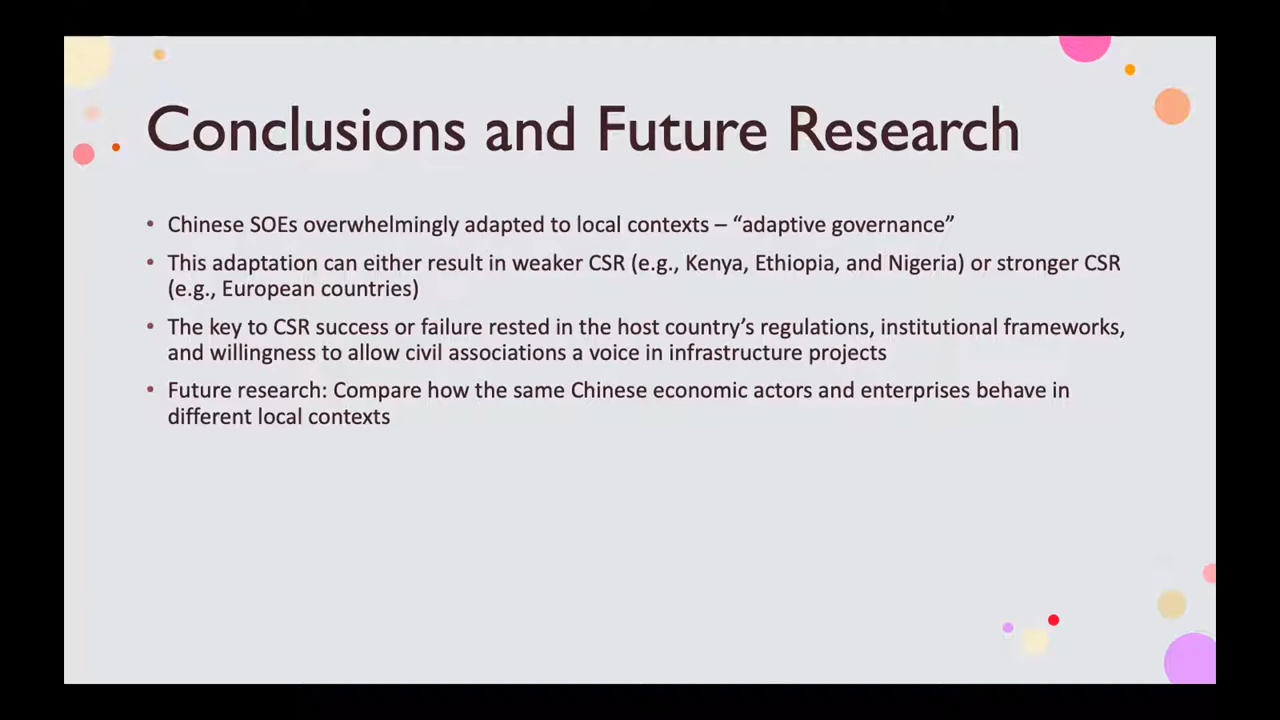 Conclusions and Future Research
• Chinese SOEs overwhelmingly adapted to local contexts – “adaptive governance”
• This adaptation can either result in weaker CSR (e.g., Kenya, Ethiopia, and Nigeria) or stronger CSR
(e.g., European countries)
• The key to CSR success or failure rested in the host country’s regulations, institutional frameworks,
and willingness to allow civil associations a voice in infrastructure projects
• Future research: Compare how the same Chinese economic actors and enterprises behave in
different local contexts